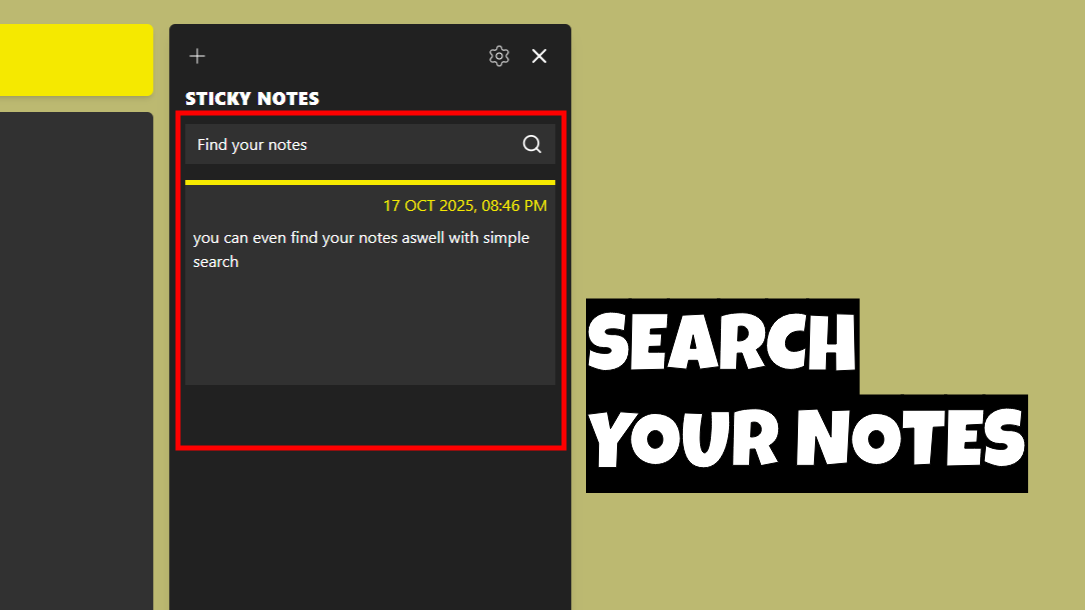 STICKY NOTES
Find your notes
17 OCT 2025, 08:46 PM
you can even find your notes aswell with simple
search
SEARCH
YOUR NOTES